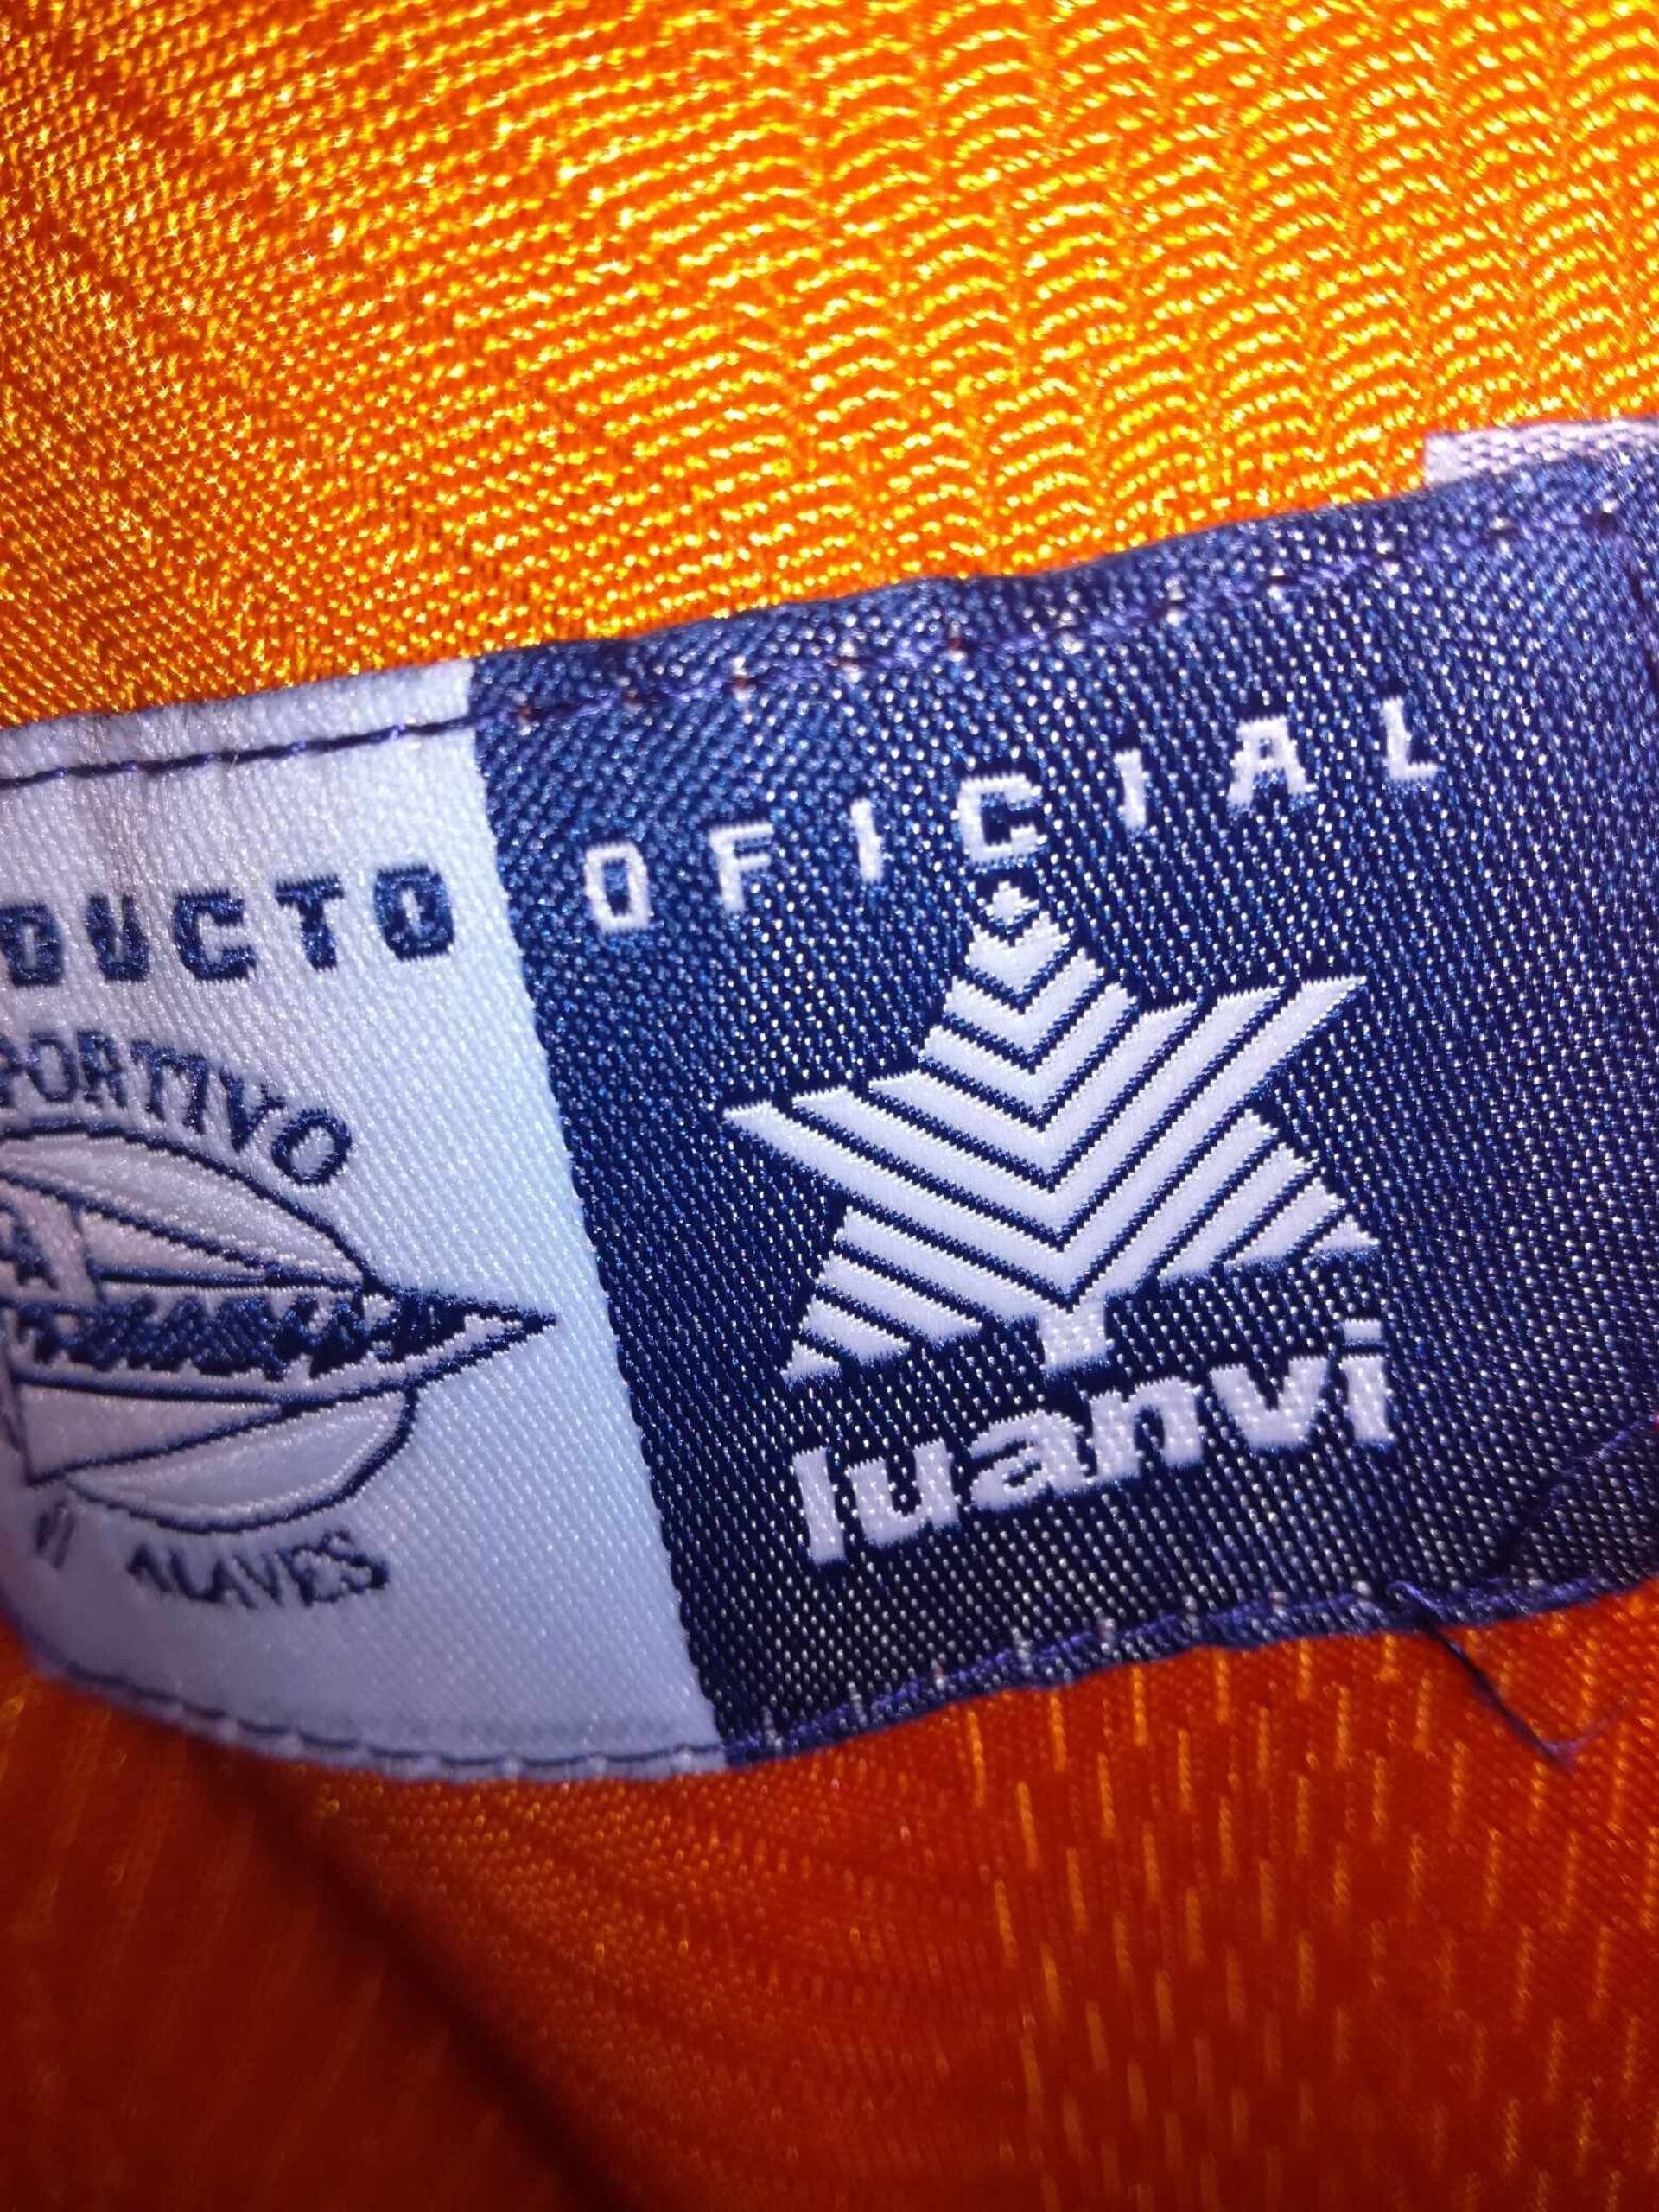 DUCTO OFICIAL
PORTIVO
ALAVES
luanvi